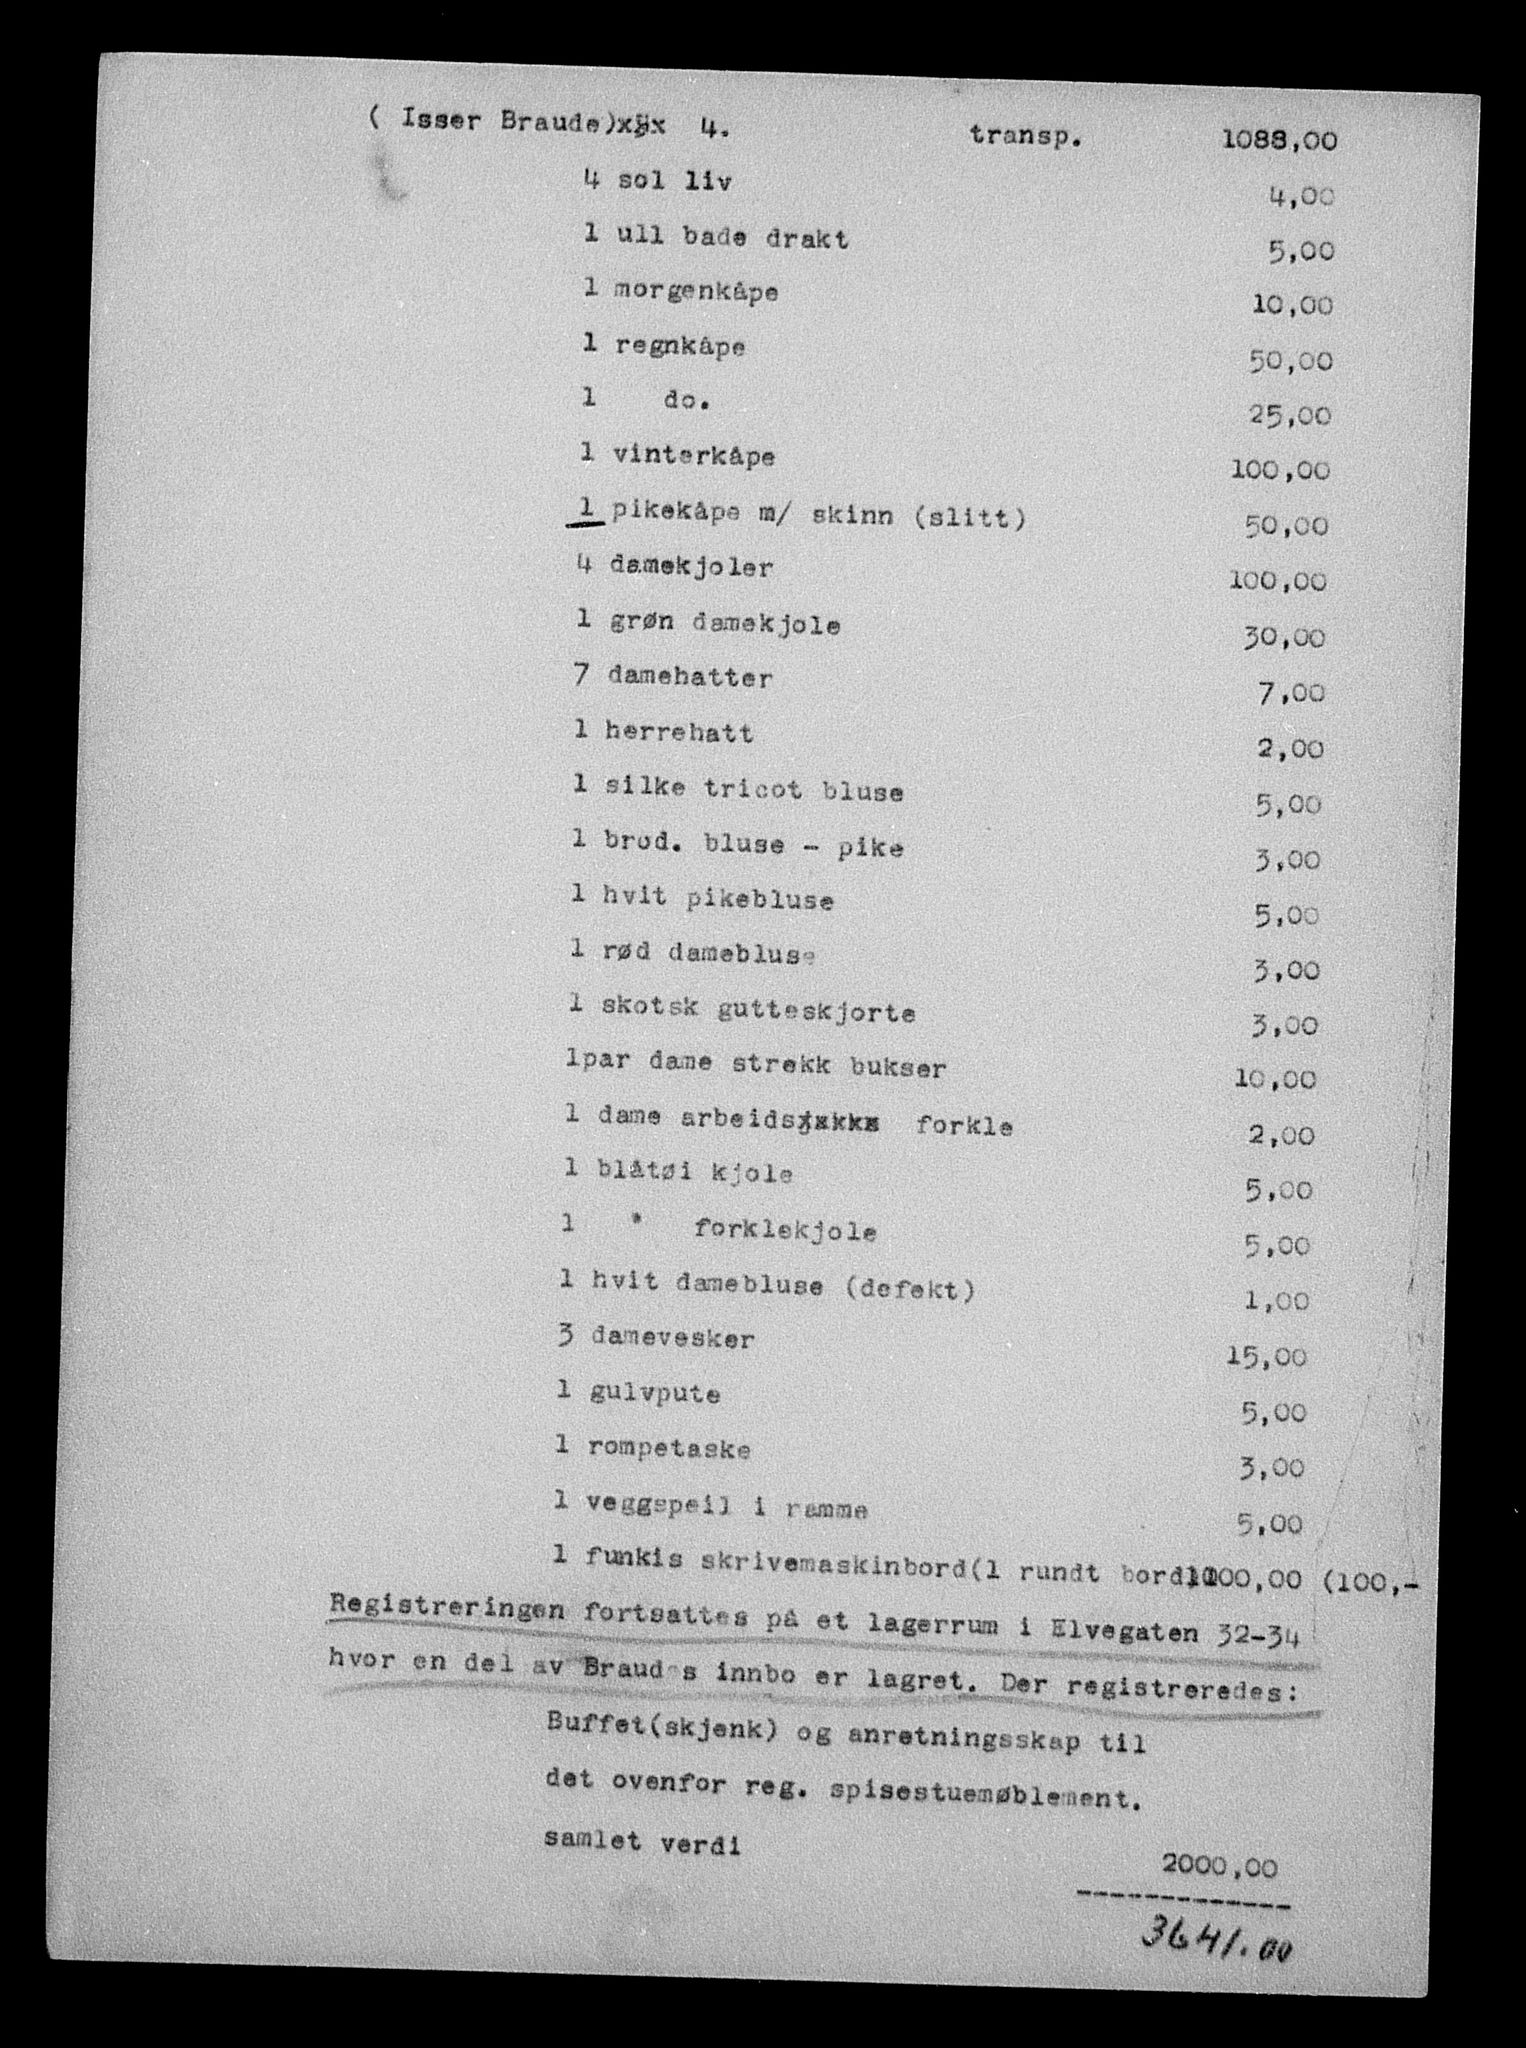 ( Isser Braude) 4. transp. 1088,00
4 sol liv 4,00
1 ull bade drakt 5,00
1 morgenkåpe 10,00
1 regnkåpe 50,00
1 do. 25,00
1 vinterkåpe 100,00
1 pikekåpe m/ skinn (slitt) 50,00
4 damekjoler 100,00
1 grøn damekjole 30,00
7 damehatter 7,00
1 herrehatt 2,00
1 silke tricot bluse 5,00
1 brod. bluse - pike 3,00
1 hvit pikebluse 5,00
1 rød damebluse 3,00
1 skotsk gutteskjorte 3,00
1par dame strekk bukser 10,00
1 dame arbeids forkle 2,00
1 blåtøi kjole 5,00
1 " forklekjole 5,00
1 hvit damebluse (defekt) 1,00
3 damevesker 15,00
1 gulvpute 5,00
1 rompetaske 3,00
1 veggspeil i ramme 5,00
1 funkis skrivemaskinbord(1 rundt bord 100,00 (100,-
Registreringen fortsattes på et lagerrum i Elvegaten 32-34
hvor en del av Braudes innbo er lagret. Der registreredes:
Buffet(skjenk) og anretningsskap til
det ovenfor reg. spisestuemøblement.
samlet verdi 2000,00
3641.00